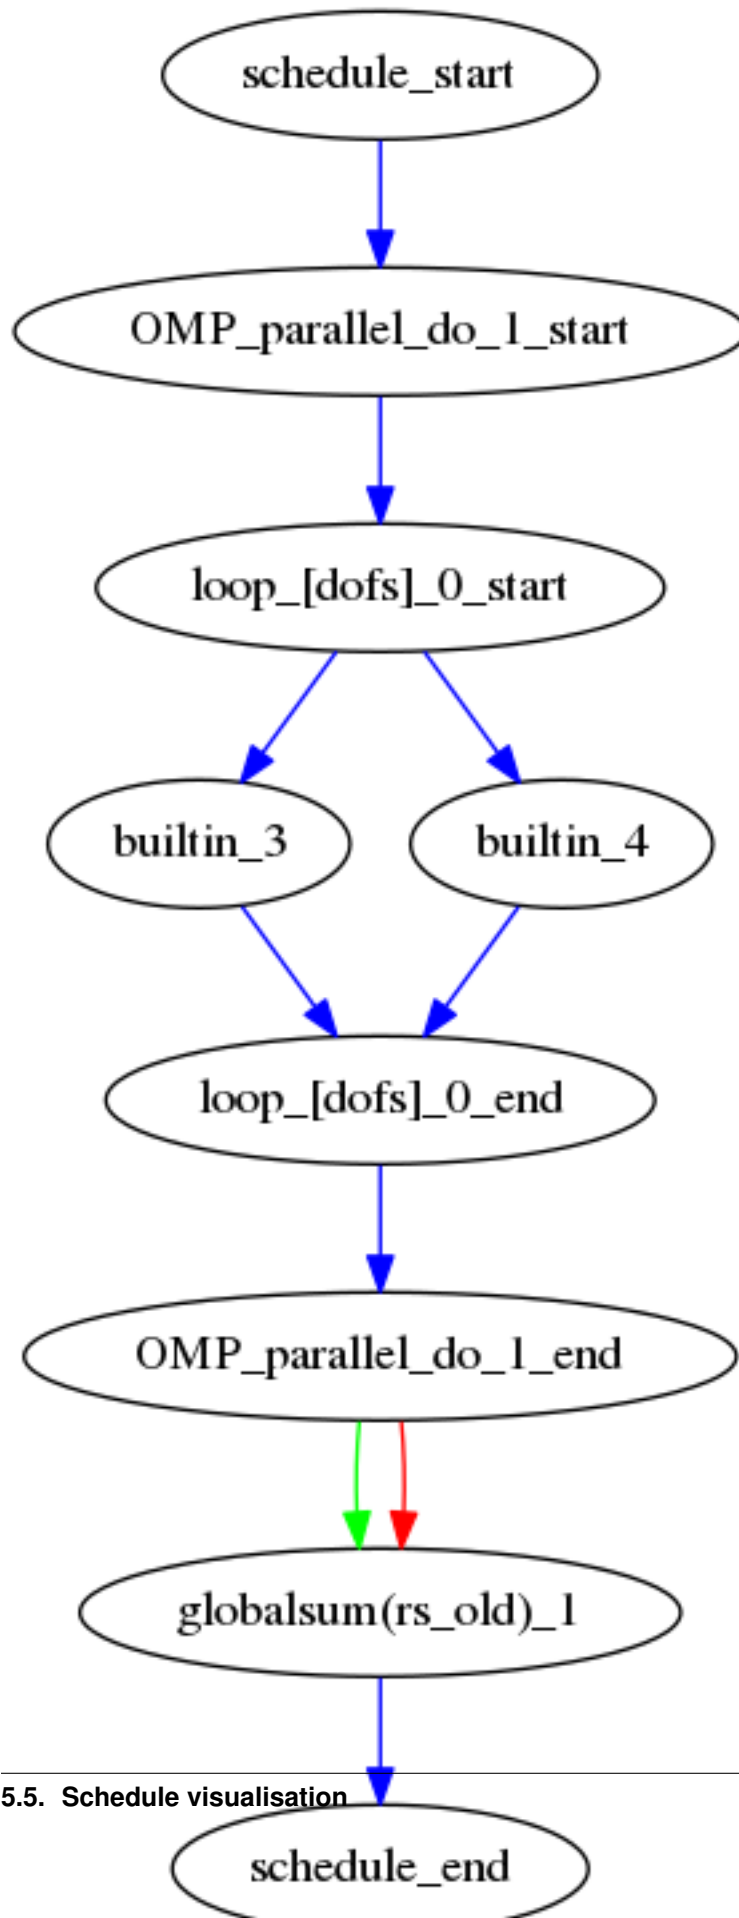 schedule_start
OMP_parallel_do_1_start
loop_[dofs]_0_start
builtin_3
builtin_4
loop_[dofs]_0_end
OMP_parallel_do_1_end
globalsum(rs_old)_1
5.5. Schedule visualisation
schedule_end